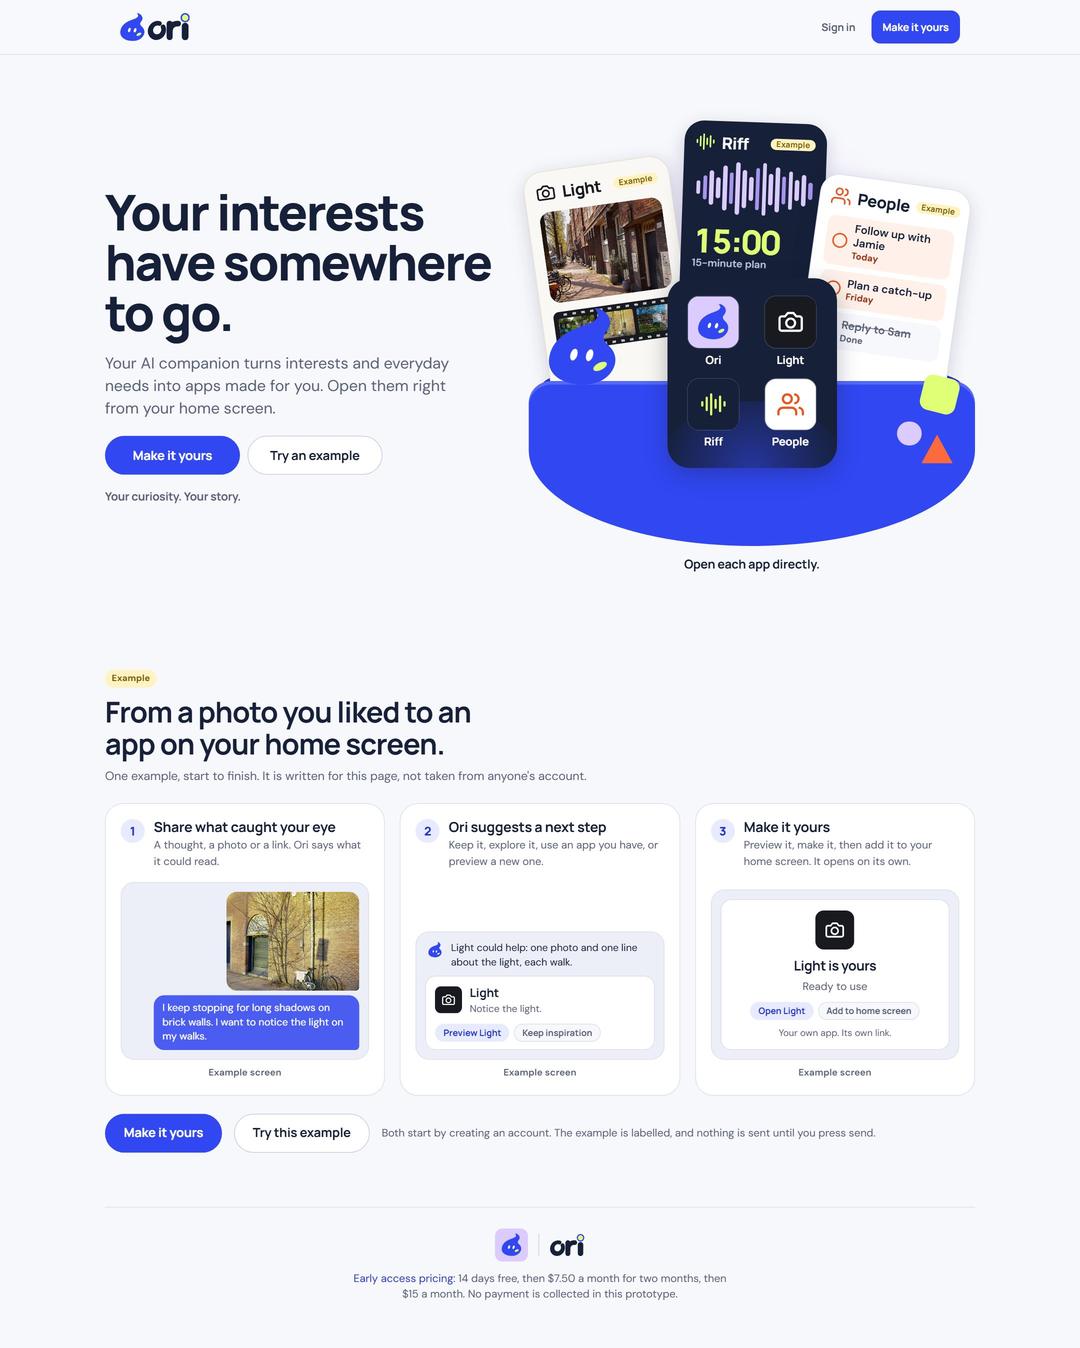 ori
Sign in
Make it yours
Your interests
have somewhere
to go.
Your AI companion turns interests and everyday
needs into apps made for you. Open them right
from your home screen.
Make it yours
Try an example
Your curiosity. Your story.
Light
Example
Riff
Example
15:00
15-minute plan
People
Example
Follow up with
Jamie
Today
Plan a catch-up
Friday
Reply to Sam
Done
Ori
Light
Riff
People
Open each app directly.
Example
From a photo you liked to an
app on your home screen.
One example, start to finish. It is written for this page, not taken from anyone's account.
1
Share what caught your eye
A thought, a photo or a link. Ori says what
it could read.
I keep stopping for long shadows on
brick walls. I want to notice the light on
my walks.
Example screen
2
Ori suggests a next step
Keep it, explore it, use an app you have, or
preview a new one.
Light could help: one photo and one line
about the light, each walk.
Light
Notice the light.
Preview Light
Keep inspiration
Example screen
3
Make it yours
Preview it, make it, then add it to your
home screen. It opens on its own.
Light is yours
Ready to use
Open Light
Add to home screen
Your own app. Its own link.
Example screen
Make it yours
Try this example
Both start by creating an account. The example is labelled, and nothing is sent until you press send.
ori
Early access pricing: 14 days free, then $7.50 a month for two months, then
$15 a month. No payment is collected in this prototype.